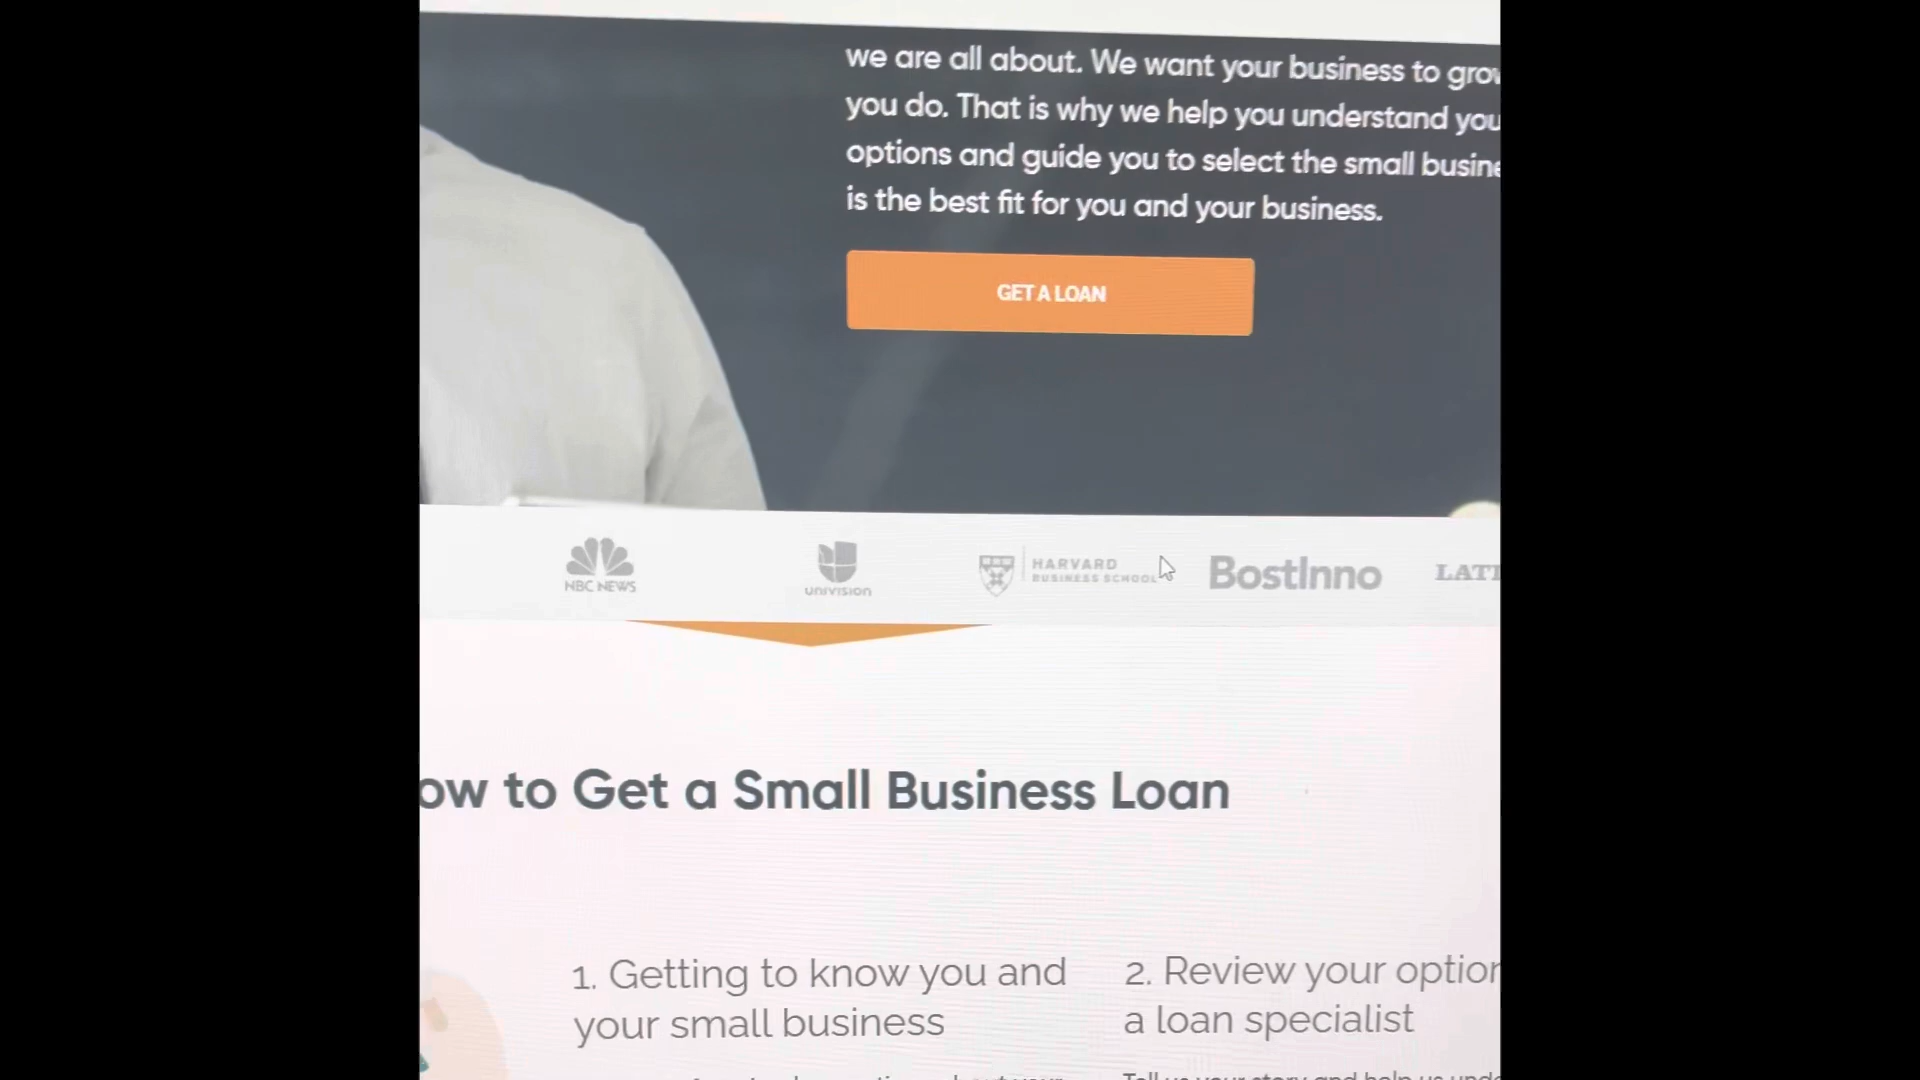 we are all about. We want your business to
you do. That is why we help you understand
options and guide you to select the small
is the best fit for you and your business.
GET A LOAN
NBC NEWS
UNIVISION
HARVARD
BUSINESS SCHOOL
BostInno
to Get a Small Business Loan
1. Getting to know you and
your small business
2. Review your
a loan specialist